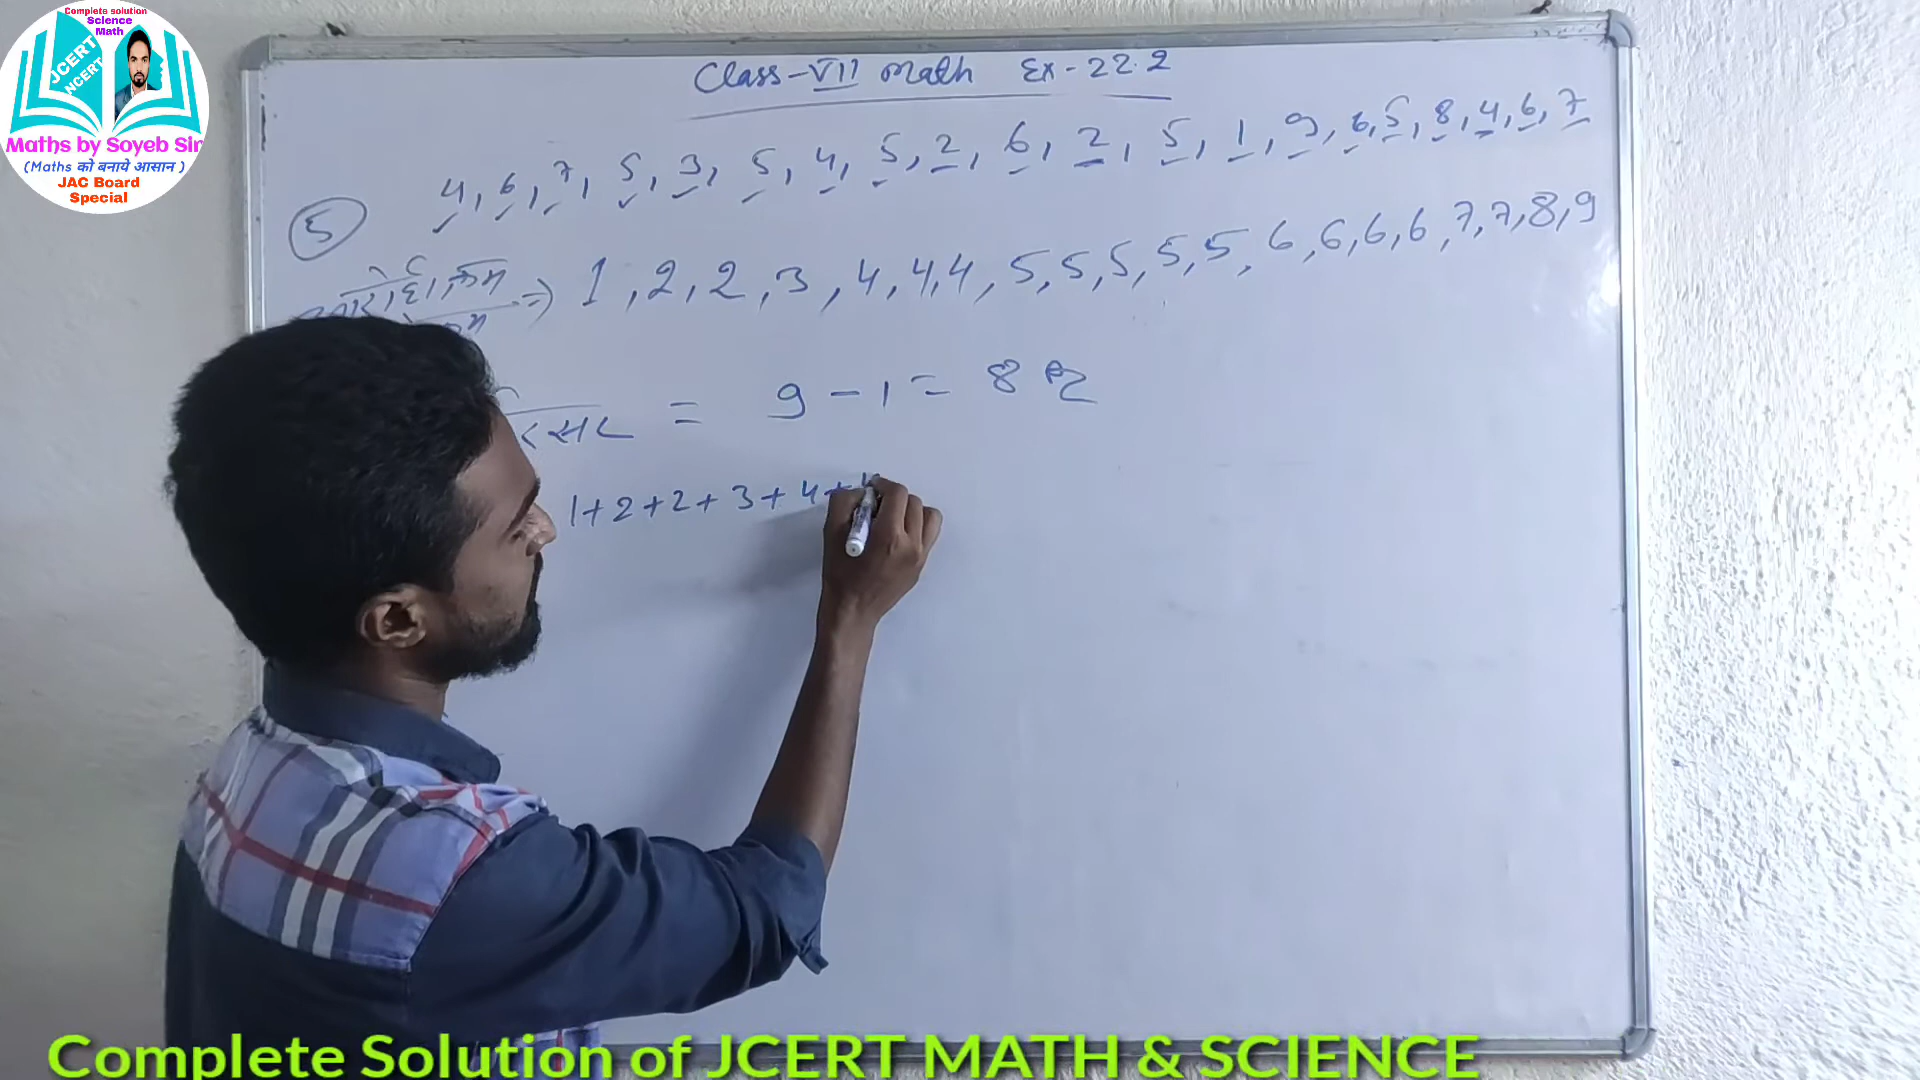 Complete solution
Science
Math
JCERT
NCERT
Maths by Soyeb Sir
(Maths को बनाये आसान )
JAC Board
Special
Class-VII Math Ex-22.2
5
4, 6, 7, 5, 3, 5, 4, 5, 2, 6, 2, 5, 1, 9, 6, 5, 8, 4, 6, 7
⇒ 1, 2, 2, 3, 4, 4, 4, 5, 5, 5, 5, 5, 6, 6, 6, 6, 7, 7, 8, 9
= 9 - 1 = 8
1+2+2+3+4+
Complete Solution of JCERT MATH & SCIENCE